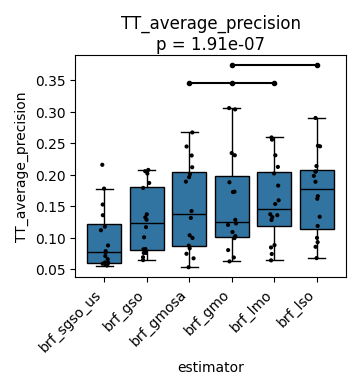 TT_average_precision
p = 1.91e-07
TT_average_precision
0.35
0.30
0.25
0.20
0.15
0.10
0.05
brf_sgso_us
brf_gso
brf_gmosa
brf_gmo
brf_lmo
brf_lso
estimator